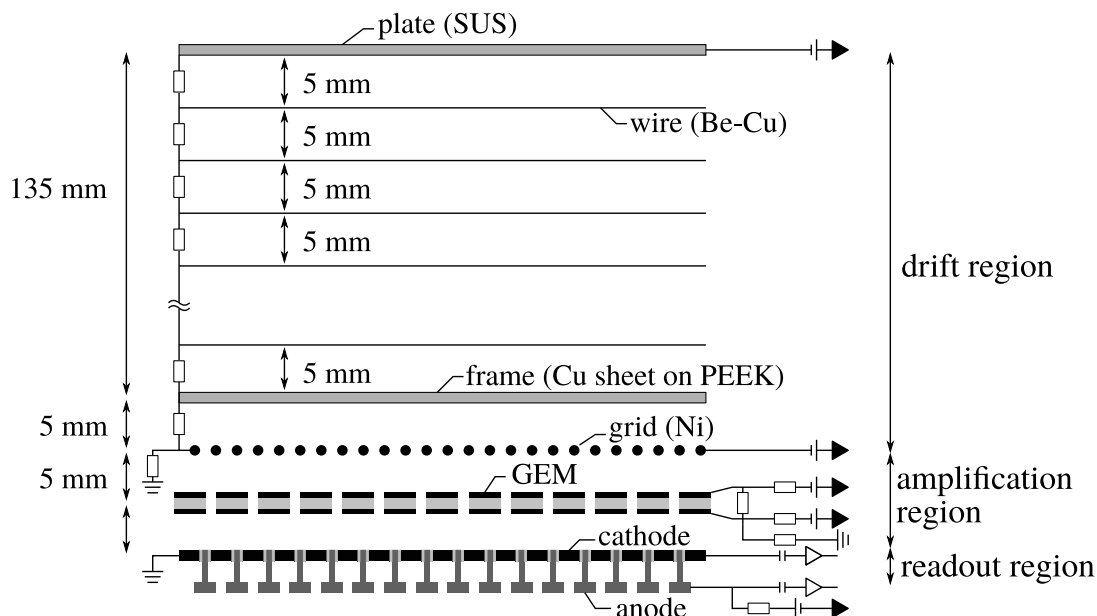 plate (SUS)
5 mm
wire (Be-Cu)
5 mm
135 mm
5 mm
5 mm
drift region
5 mm
frame (Cu sheet on PEEK)
5 mm
grid (Ni)
5 mm
GEM
amplification
region
cathode
readout region
anode